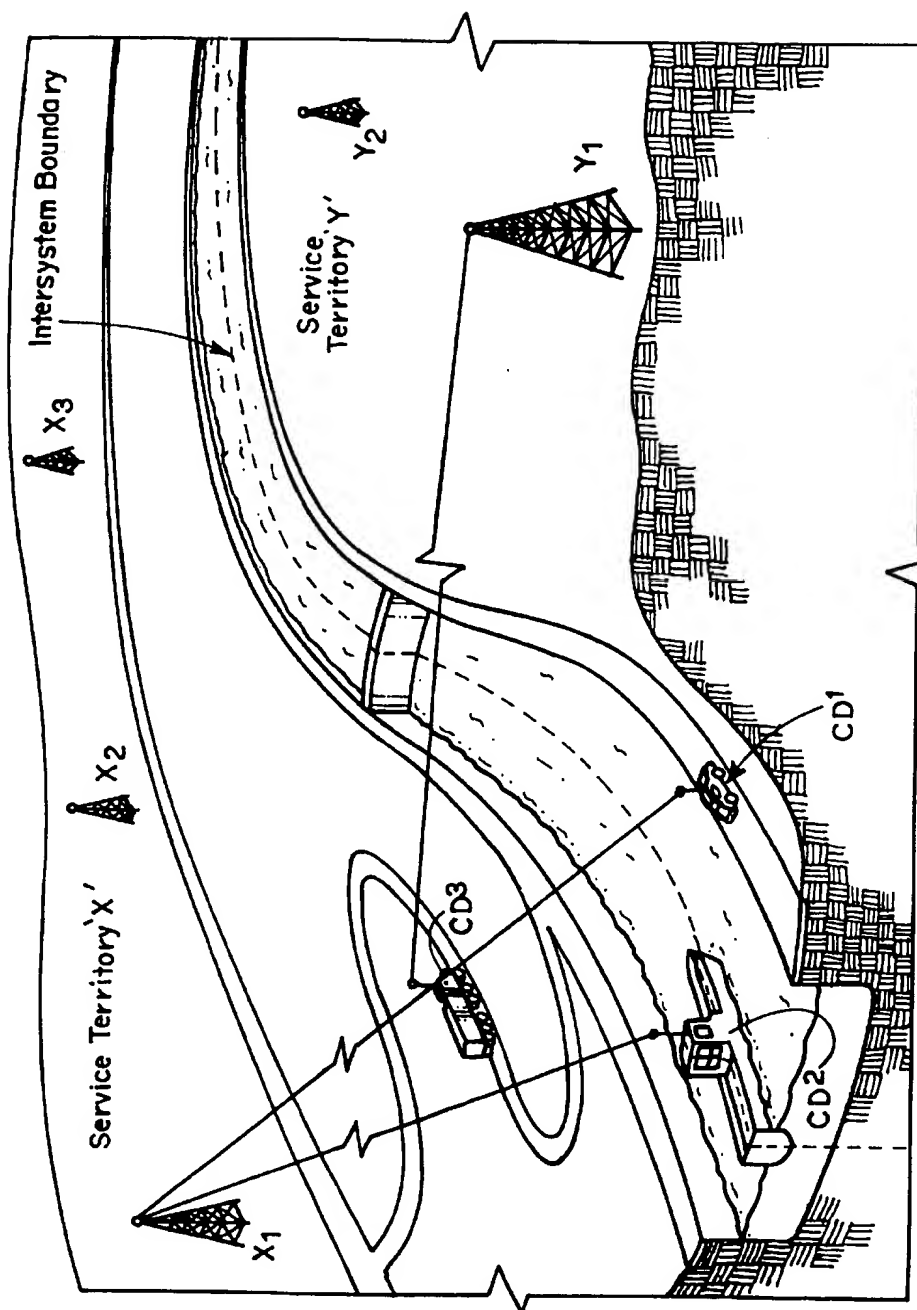 Service Territory 'X'
X1
X2
X3
Intersystem Boundary
Service
Territory 'Y'
Y2
Y1
CD3
CD1
CD2